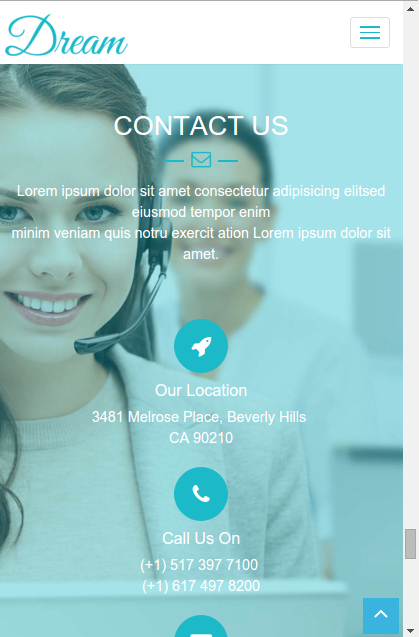 Dream
CONTACT US
Lorem ipsum dolor sit amet consectetur adipisicing elitsed
eiusmod tempor enim
minim veniam quis notru exercit ation Lorem ipsum dolor sit
amet.
Our Location
3481 Melrose Place, Beverly Hills
CA 90210
Call Us On
(+1) 517 397 7100
(+1) 617 497 8200